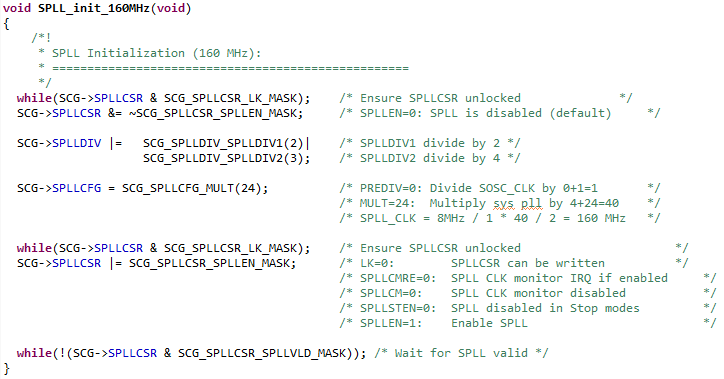 void SPLL_init_160MHz(void)
{
/*!
* SPLL Initialization (160 MHz):
* ===================================================
*/
while(SCG->SPLLCSR & SCG_SPLLCSR_LK_MASK); /* Ensure SPLLCSR unlocked */
SCG->SPLLCSR &= ~SCG_SPLLCSR_SPLLEN_MASK; /* SPLLEN=0: SPLL is disabled (default) */
SCG->SPLLDIV |= SCG_SPLLDIV_SPLLDIV1(2)| /* SPLLDIV1 divide by 2 */
SCG_SPLLDIV_SPLLDIV2(3); /* SPLLDIV2 divide by 4 */
SCG->SPLLCFG = SCG_SPLLCFG_MULT(24); /* PREDIV=0: Divide SOSC_CLK by 0+1=1 */
/* MULT=24: Multiply sys pll by 4+24=40 */
/* SPLL_CLK = 8MHz / 1 * 40 / 2 = 160 MHz */
while(SCG->SPLLCSR & SCG_SPLLCSR_LK_MASK); /* Ensure SPLLCSR unlocked */
SCG->SPLLCSR |= SCG_SPLLCSR_SPLLEN_MASK; /* LK=0: SPLLCSR can be written */
/* SPLLCMRE=0: SPLL CLK monitor IRQ if enabled */
/* SPLLCM=0: SPLL CLK monitor disabled */
/* SPLLSTEN=0: SPLL disabled in Stop modes */
/* SPLLEN=1: Enable SPLL */
while(!(SCG->SPLLCSR & SCG_SPLLCSR_SPLLVLD_MASK)); /* Wait for SPLL valid */
}